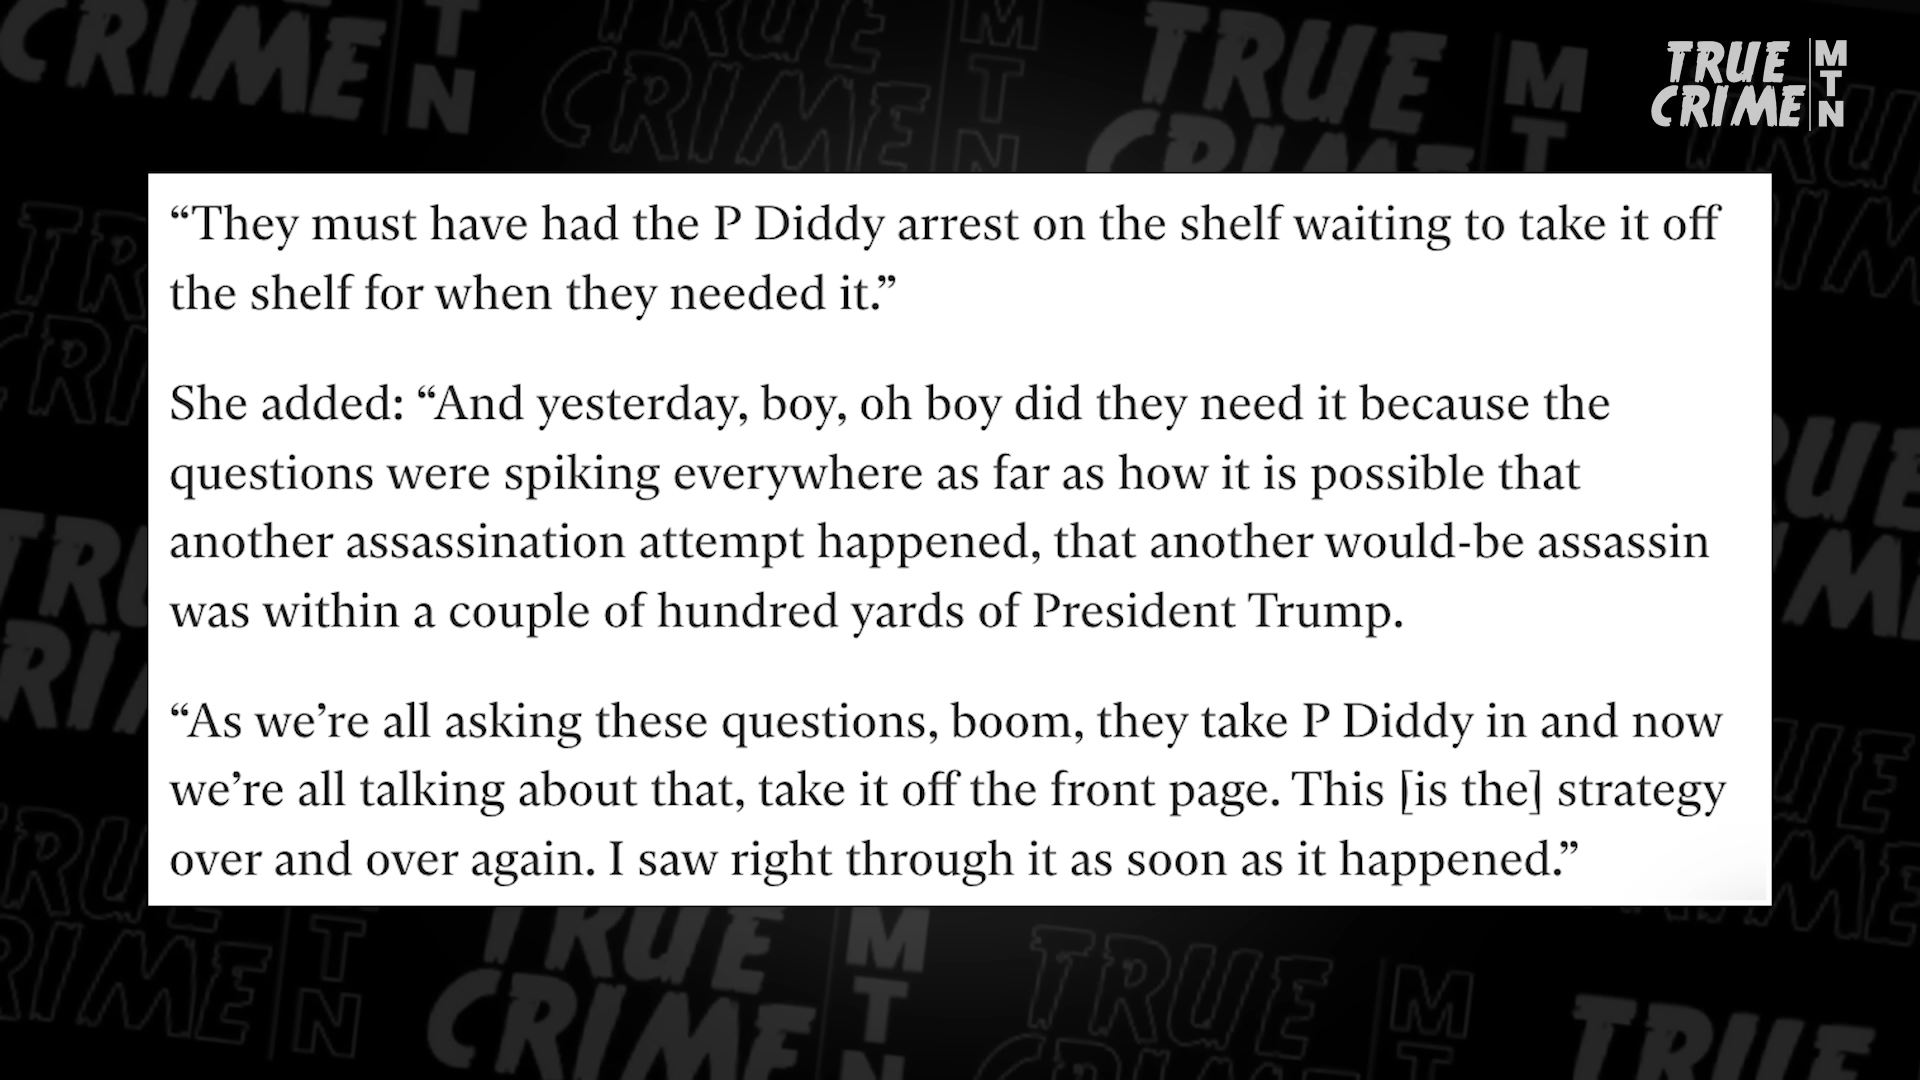 TRUE
CRIME
MTN
“They must have had the P Diddy arrest on the shelf waiting to take it off
the shelf for when they needed it.”
She added: “And yesterday, boy, oh boy did they need it because the
questions were spiking everywhere as far as how it is possible that
another assassination attempt happened, that another would-be assassin
was within a couple of hundred yards of President Trump.
“As we’re all asking these questions, boom, they take P Diddy in and now
we’re all talking about that, take it off the front page. This [is the] strategy
over and over again. I saw right through it as soon as it happened.”